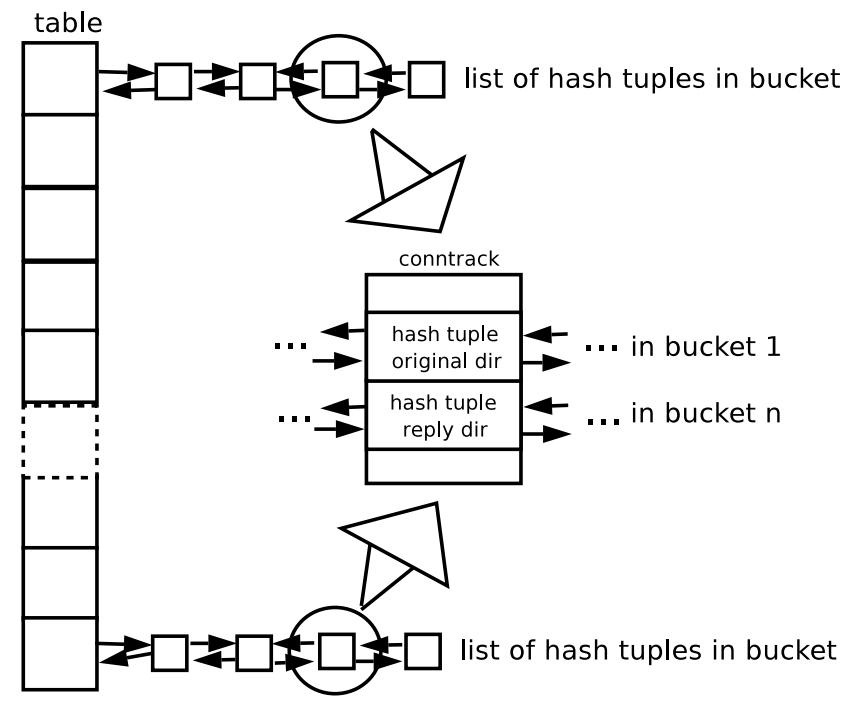 table
list of hash tuples in bucket
conntrack
hash tuple
original dir
... in bucket 1
...
hash tuple
reply dir
... in bucket n
...
list of hash tuples in bucket